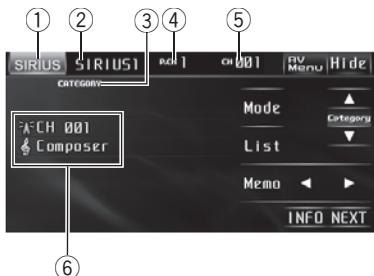 ① ② ③ ④ ⑤
SIRIUS SIRIUS1 P.CH 1 CH 001 AV Menu Hide
CATEGORY
Mode
Category
CH 001
Composer
List
Memo
INFO NEXT
⑥